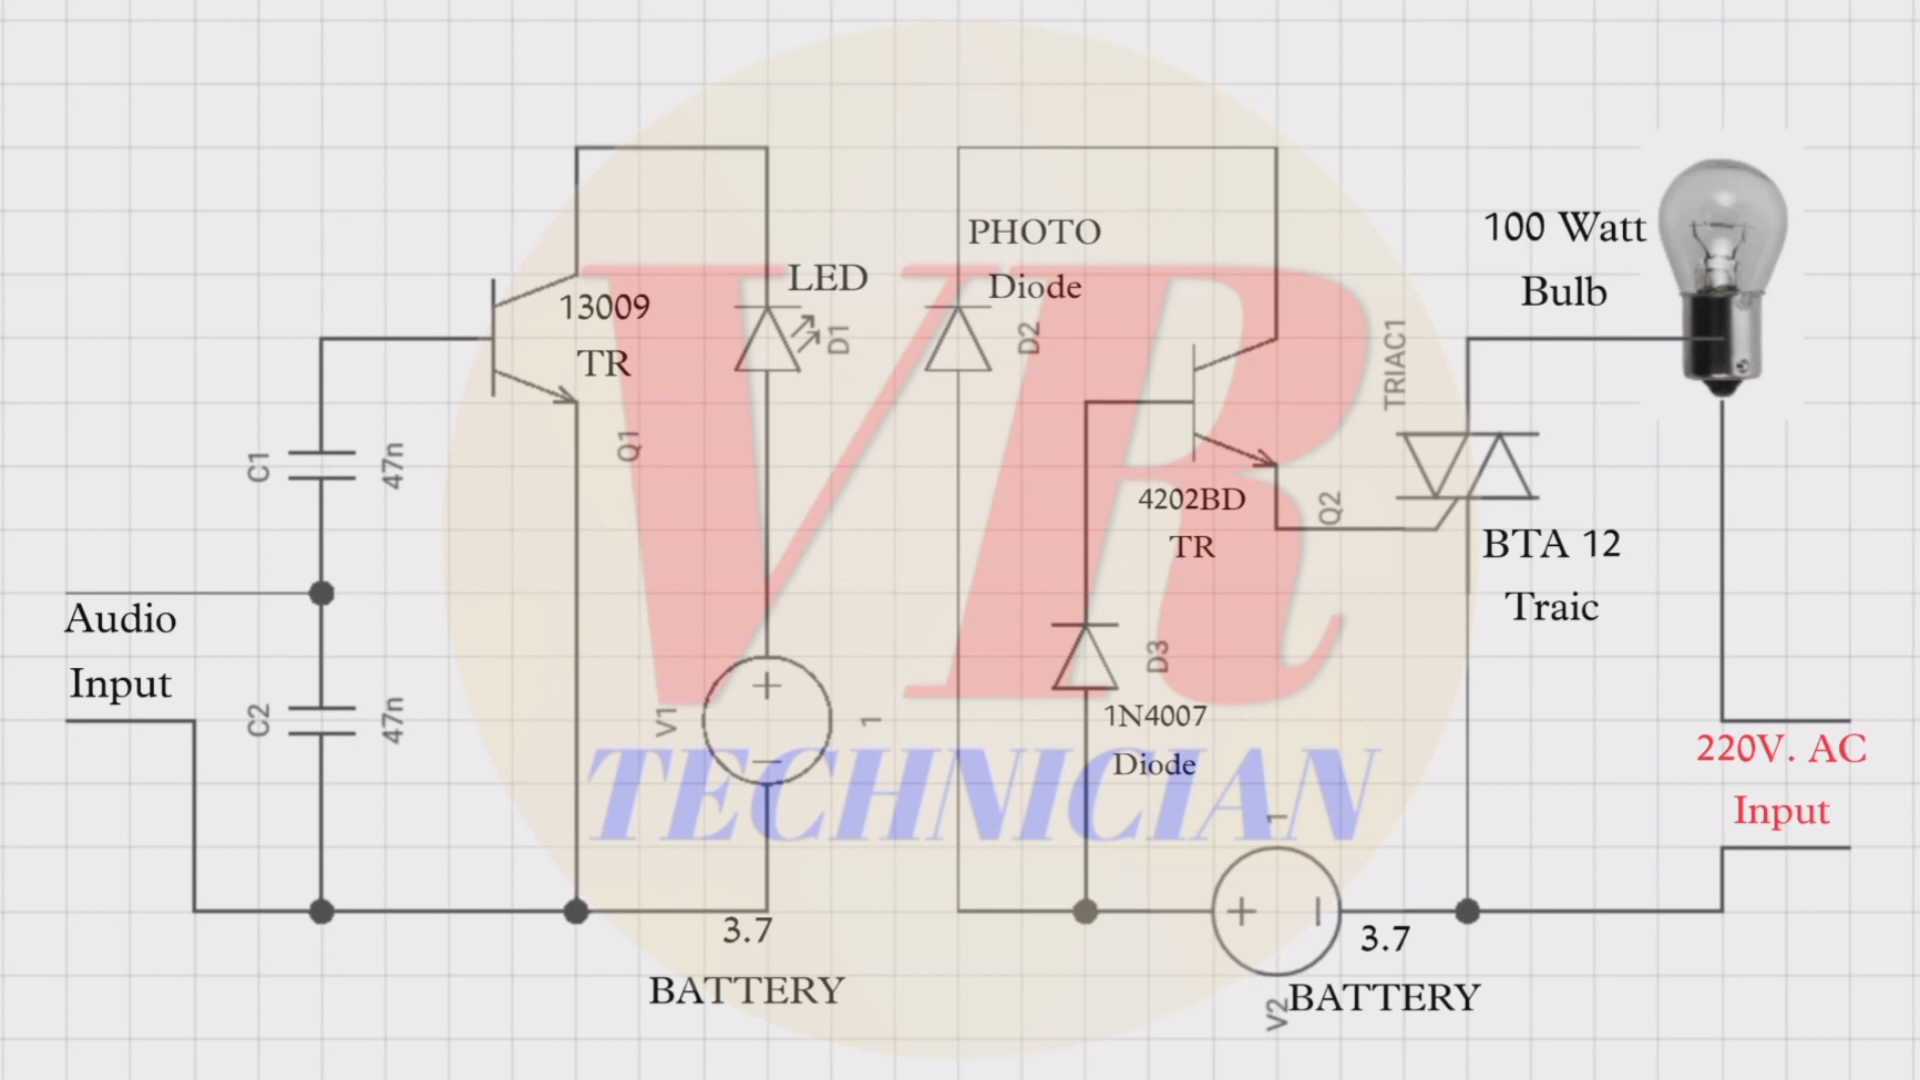 PHOTO
Diode
D2
LED
D1
13009
TR
Q1
C1
47n
Audio
Input
C2
47n
V1
1
3.7
BATTERY
4202BD
TR
Q2
D3
1N4007
Diode
1
V2
3.7
BATTERY
TRIAC1
BTA 12
Traic
100 Watt
Bulb
220V. AC
Input
VR
TECHNICIAN